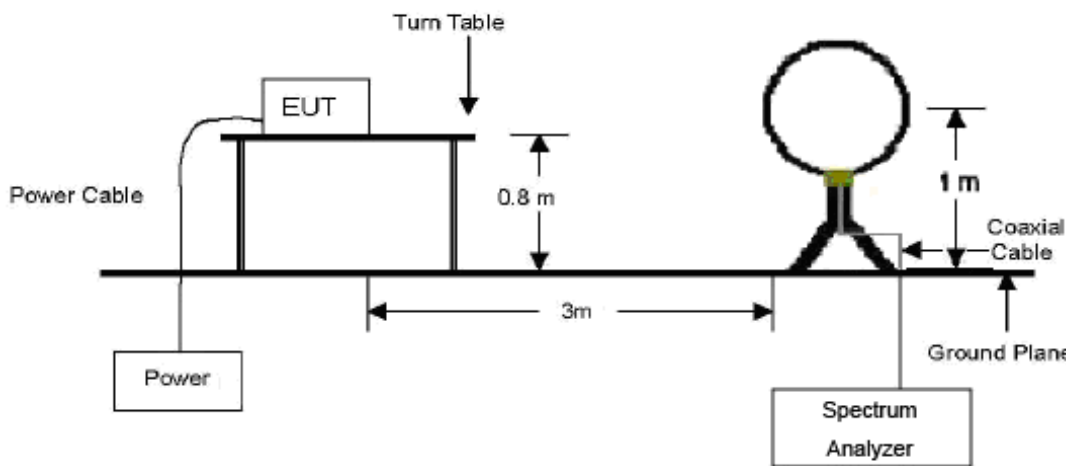 Turn Table
EUT
Power Cable
0.8 m
1 m
Coaxial
Cable
3m
Ground Plane
Power
Spectrum
Analyzer